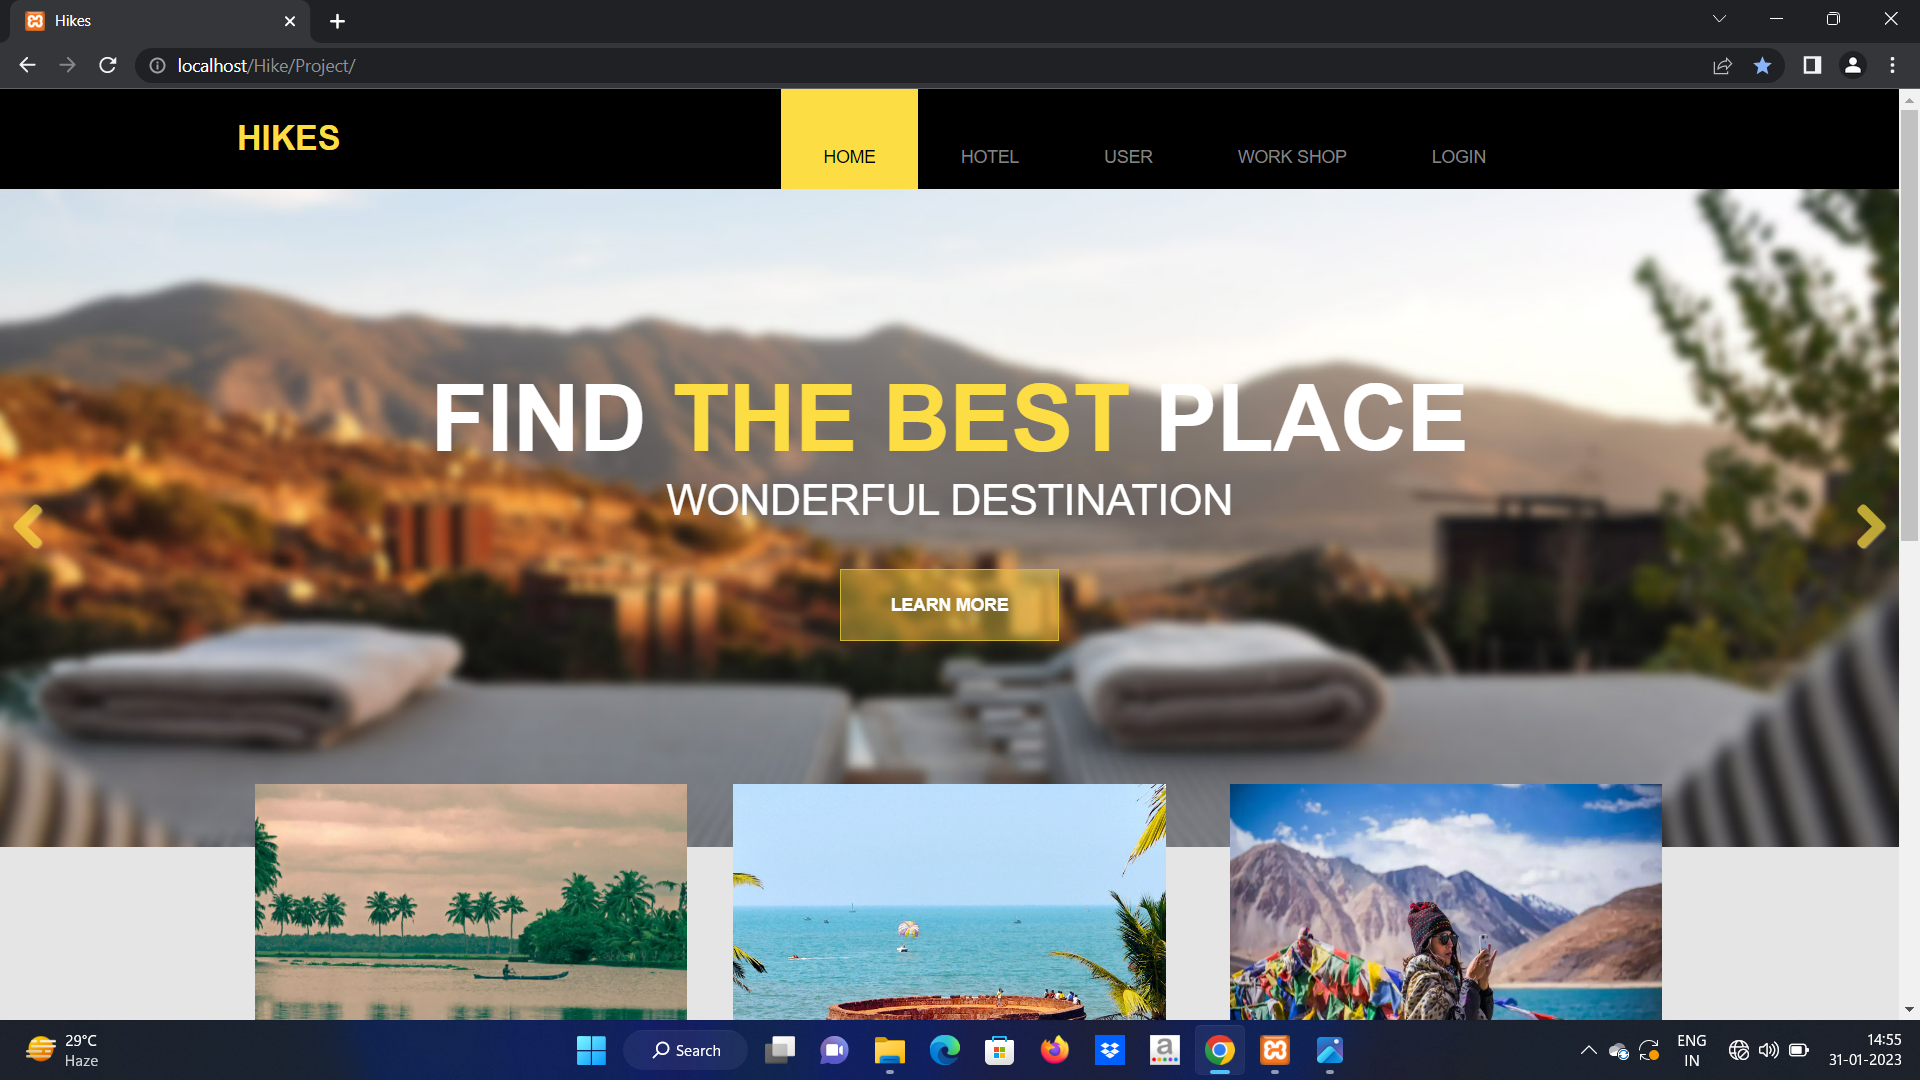 Hikes
localhost/Hike/Project/
HIKES
HOME
HOTEL
USER
WORK SHOP
LOGIN
FIND THE BEST PLACE
WONDERFUL DESTINATION
LEARN MORE
29°C
Haze
Search
a
ENG
IN
14:55
31-01-2023